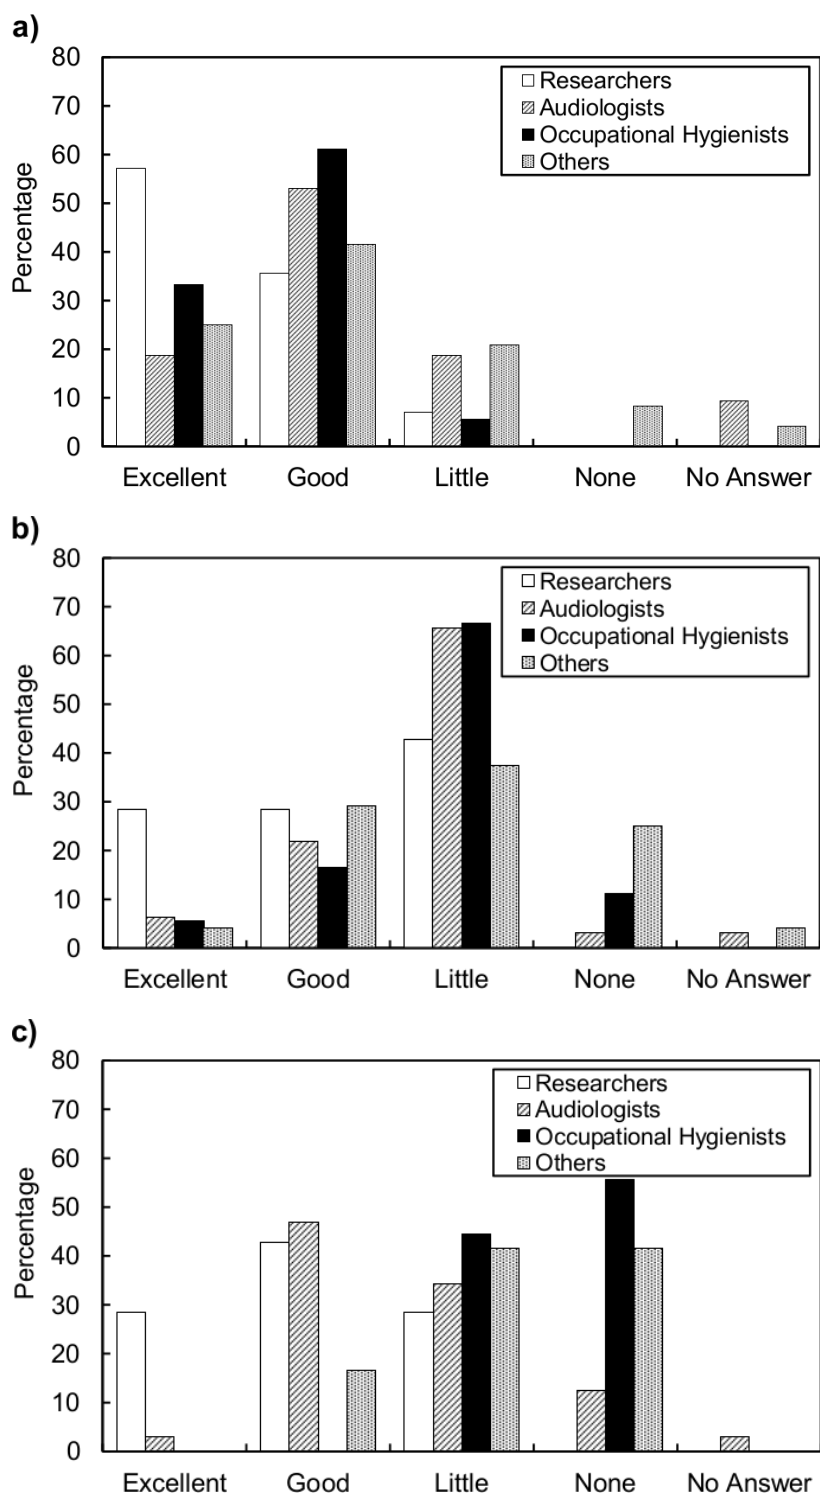 a)
80
70
60
50
40
30
20
10
0
Percentage
Researchers
Audiologists
Occupational Hygienists
Others
Excellent Good Little None No Answer
b)
80
70
60
50
40
30
20
10
0
Percentage
Researchers
Audiologists
Occupational Hygienists
Others
Excellent Good Little None No Answer
c)
80
70
60
50
40
30
20
10
0
Percentage
Researchers
Audiologists
Occupational Hygienists
Others
Excellent Good Little None No Answer